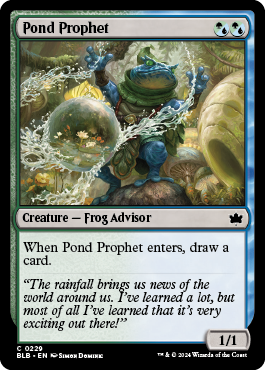 Pond Prophet
Creature — Frog Advisor
When Pond Prophet enters, draw a
card.
“The rainfall brings us news of the
world around us. I’ve learned a lot, but
most of all I’ve learned that it’s very
exciting out there!”
1/1
C 0229
BLB • EN Simon Dominic
™ & © 2024 Wizards of the Coast